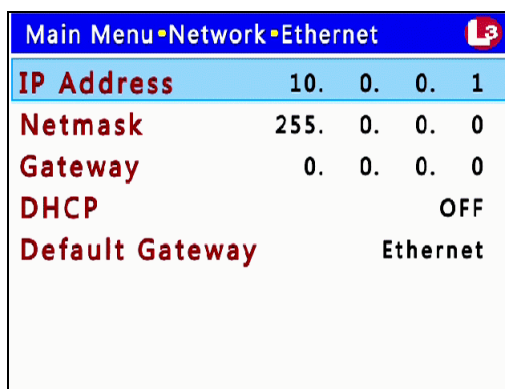 Main Menu•Network•Ethernet L3
IP Address 10. 0. 0. 1
Netmask 255. 0. 0. 0
Gateway 0. 0. 0. 0
DHCP OFF
Default Gateway Ethernet